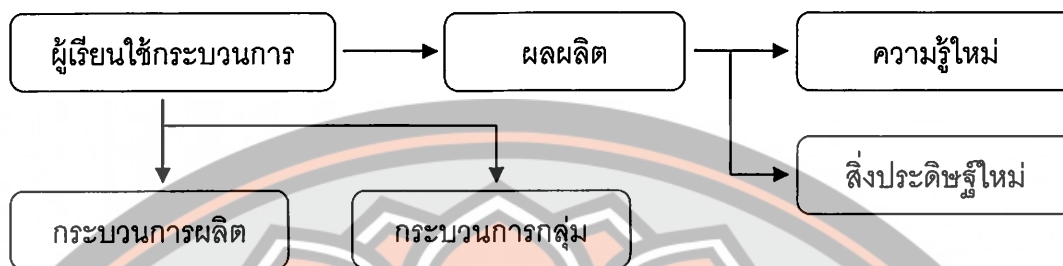 ผู้เรียนใช้กระบวนการ
ผลผลิต
ความรู้ใหม่
สิ่งประดิษฐ์ใหม่
กระบวนการผลิต
กระบวนการกลุ่ม